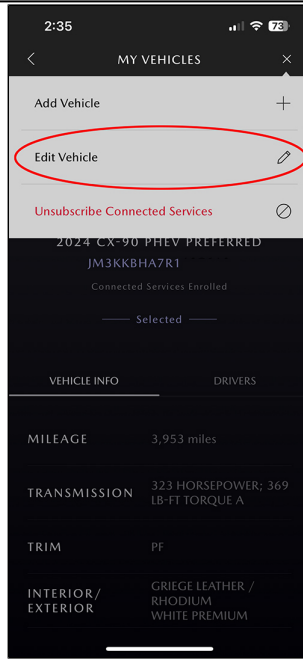 2:35 73
MY VEHICLES
Add Vehicle
Edit Vehicle
Unsubscribe Connected Services
2024 CX-90 PHEV PREFERRED
JM3KKBHA7R1
Connected Services Enrolled
Selected
VEHICLE INFO DRIVERS
MILEAGE 3,953 miles
TRANSMISSION 323 HORSEPOWER; 369
LB-FT TORQUE A
TRIM PF
INTERIOR/ GRIEGE LEATHER /
EXTERIOR RHODIUM
WHITE PREMIUM